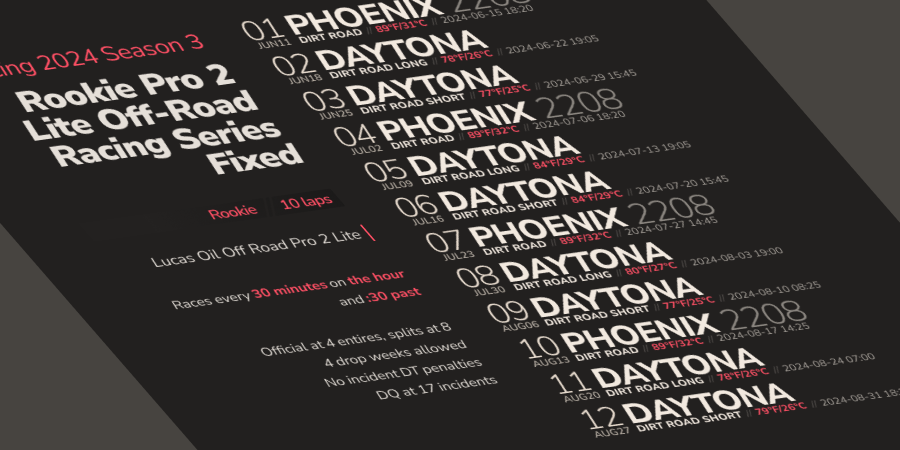 ing 2024 Season 3
Rookie Pro 2
Lite Off-Road
Racing Series
Fixed
Rookie 10 laps
Lucas Oil Off Road Pro 2 Lite
Races every 30 minutes on the hour
and :30 past
Official at 4 entires, splits at 8
4 drop weeks allowed
No incident DT penalties
DQ at 17 incidents
01 PHOENIX 2208
JUN11 DIRT ROAD // 89°F/31°C // 2024-06-15 18:20
02 DAYTONA
JUN18 DIRT ROAD LONG // 78°F/26°C // 2024-06-22 19:05
03 DAYTONA
JUN25 DIRT ROAD SHORT // 77°F/25°C // 2024-06-29 15:45
04 PHOENIX 2208
JUL02 DIRT ROAD // 89°F/32°C // 2024-07-06 18:20
05 DAYTONA
JUL09 DIRT ROAD LONG // 84°F/29°C // 2024-07-13 19:05
06 DAYTONA
JUL16 DIRT ROAD SHORT // 84°F/29°C // 2024-07-20 15:45
07 PHOENIX 2208
JUL23 DIRT ROAD // 89°F/32°C // 2024-07-27 14:45
08 DAYTONA
JUL30 DIRT ROAD LONG // 80°F/27°C // 2024-08-03 19:00
09 DAYTONA
AUG06 DIRT ROAD SHORT // 77°F/25°C // 2024-08-10 08:25
10 PHOENIX 2208
AUG13 DIRT ROAD // 89°F/32°C // 2024-08-17 14:25
11 DAYTONA
AUG20 DIRT ROAD LONG // 78°F/26°C // 2024-08-24 07:00
12 DAYTONA
AUG27 DIRT ROAD SHORT // 79°F/26°C // 2024-08-31